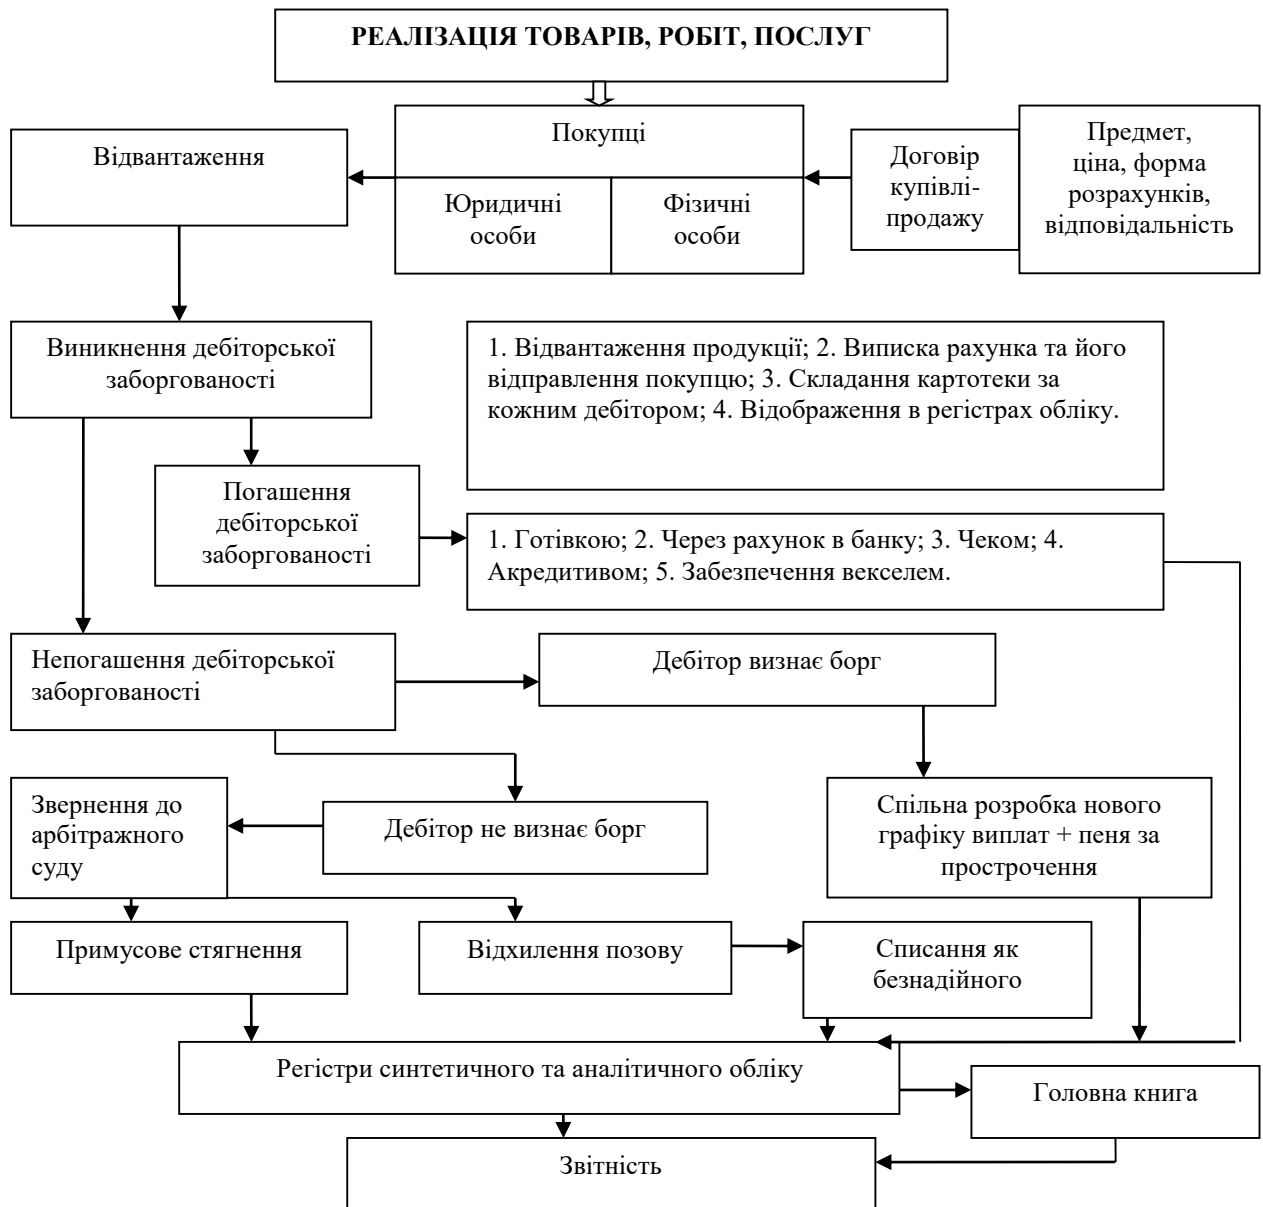 РЕАЛІЗАЦІЯ ТОВАРІВ, РОБІТ, ПОСЛУГ
Покупці
Юридичні
особи
Фізичні
особи
Договір
купівлі-
продажу
Предмет,
ціна, форма
розрахунків,
відповідальність
Відвантаження
Виникнення дебіторської
заборгованості
1. Відвантаження продукції; 2. Виписка рахунка та його
відправлення покупцю; 3. Складання картотеки за
кожним дебітором; 4. Відображення в регістрах обліку.
Погашення
дебіторської
заборгованості
1. Готівкою; 2. Через рахунок в банку; 3. Чеком; 4.
Акредитивом; 5. Забезпечення векселем.
Непогашення дебіторської
заборгованості
Дебітор визнає борг
Звернення до
арбітражного
суду
Дебітор не визнає борг
Спільна розробка нового
графіку виплат + пеня за
прострочення
Примусове стягнення
Відхилення позову
Списання як
безнадійного
Регістри синтетичного та аналітичного обліку
Головна книга
Звітність